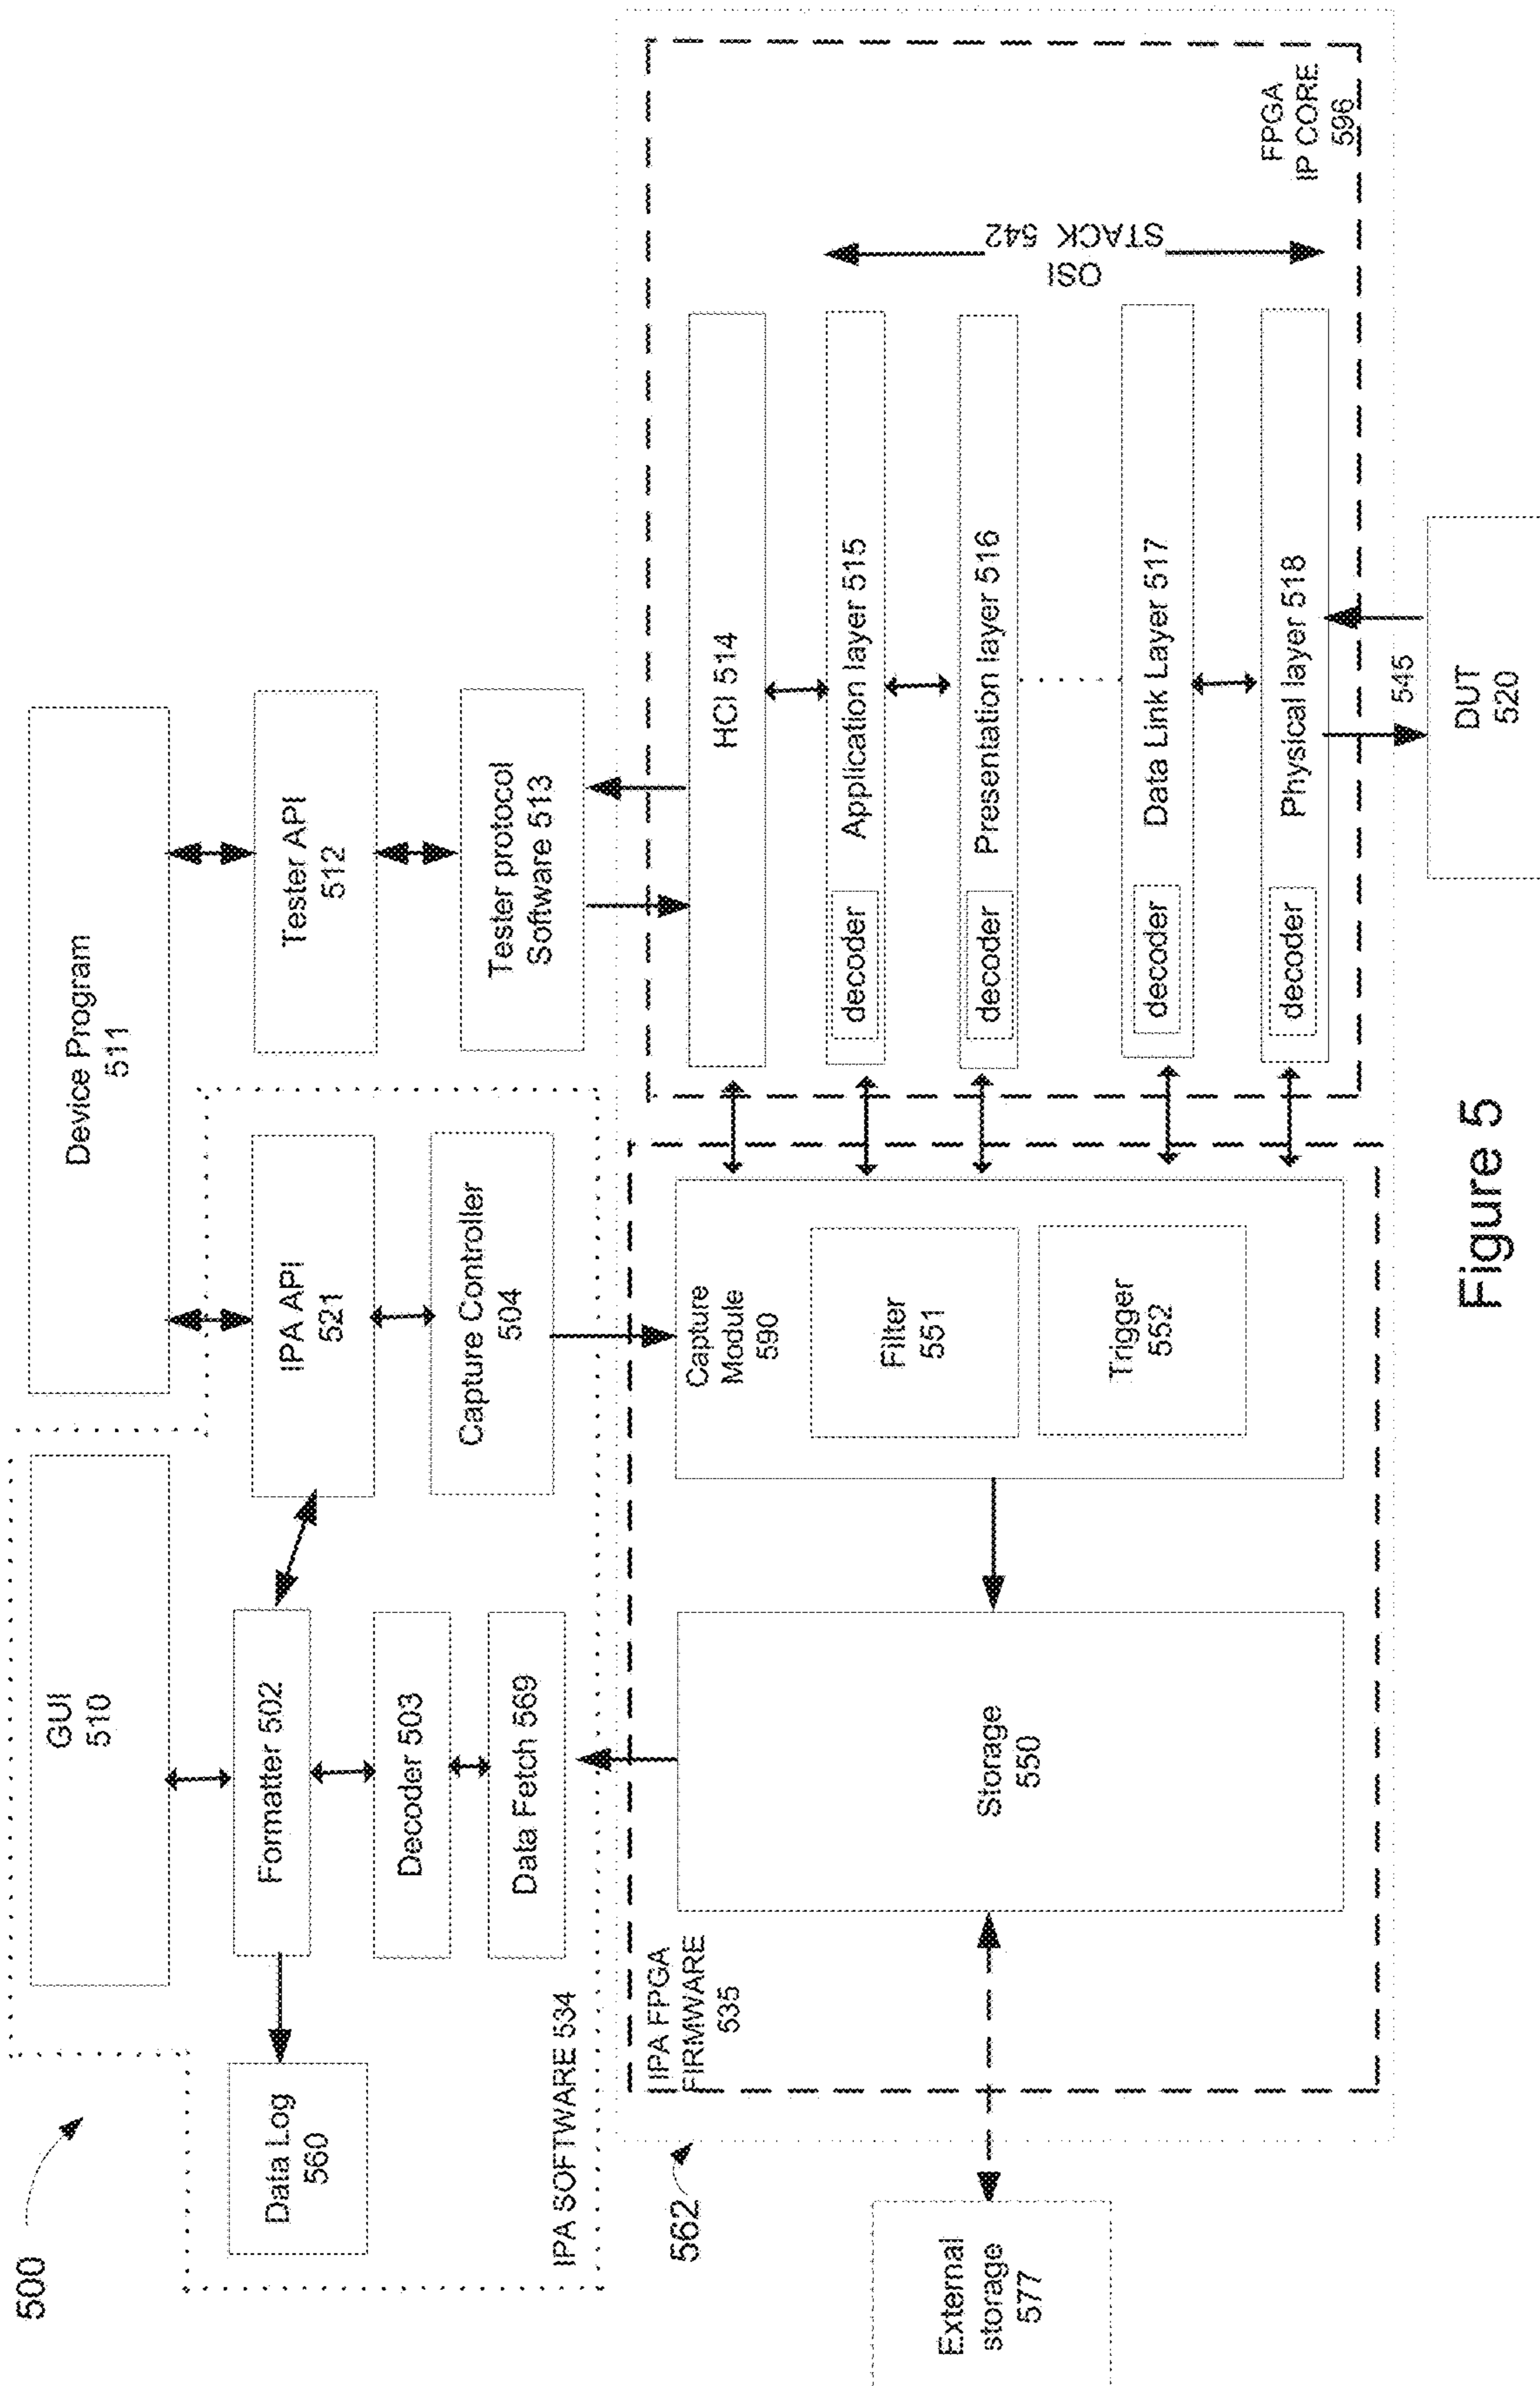 500
GUI
510
Device Program
511
Data Log
560
Formatter 502
IPA API
521
Tester API
512
Decoder 503
Capture Controller
504
Tester protocol
Software 513
Data Fetch 569
IPA SOFTWARE 534
562
IPA FPGA
FIRMWARE
535
Capture
Module
590
HCI 514
decoder
Application layer 515
Filter
551
decoder
Presentation layer 516
External
storage
577
Storage
550
OSI
STACK 542
Trigger
552
decoder
Data Link Layer 517
decoder
Physical layer 518
FPGA
IP CORE
596
545
DUT
520
Figure 5